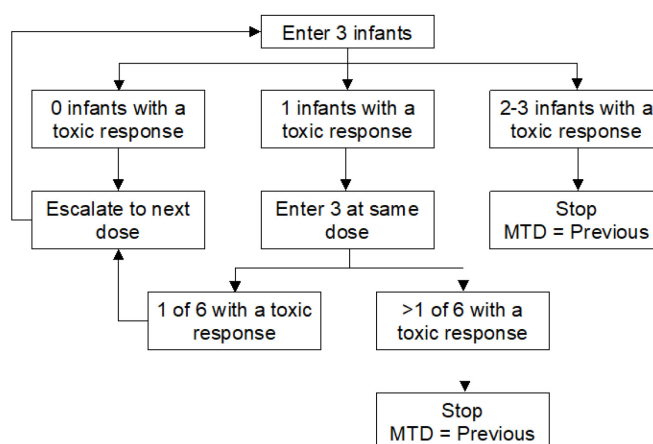 Enter 3 infants
0 infants with a
toxic response
1 infants with a
toxic response
2-3 infants with a
toxic response
Escalate to next
dose
Enter 3 at same
dose
Stop
MTD = Previous
1 of 6 with a toxic
response
>1 of 6 with a
toxic response
Stop
MTD = Previous